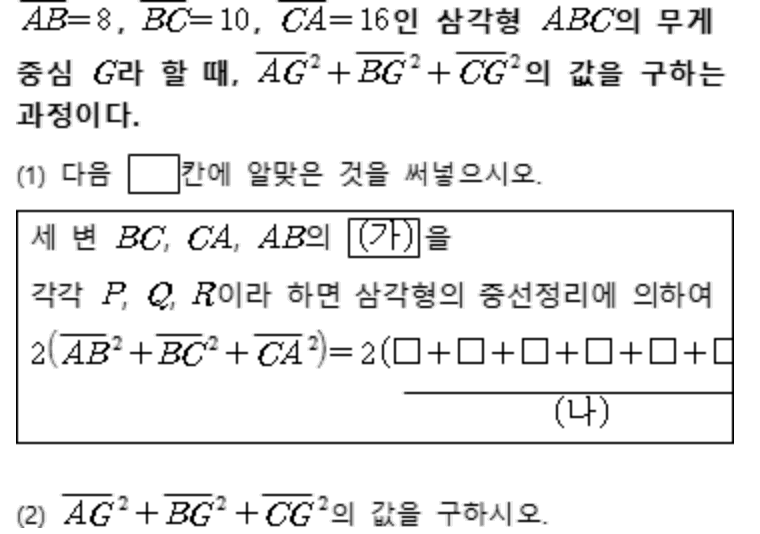 AB=8, BC=10, CA=16인 삼각형 ABC의 무게
중심 G라 할 때, AG²+BG²+CG²의 값을 구하는
과정이다.
(1) 다음 □칸에 알맞은 것을 써넣으시오.
세 변 BC, CA, AB의 (가)을
각각 P, Q, R이라 하면 삼각형의 중선정리에 의하여
2(AB²+BC²+CA²)=2(□+□+□+□+□+□
(나)
(2) AG²+BG²+CG²의 값을 구하시오.